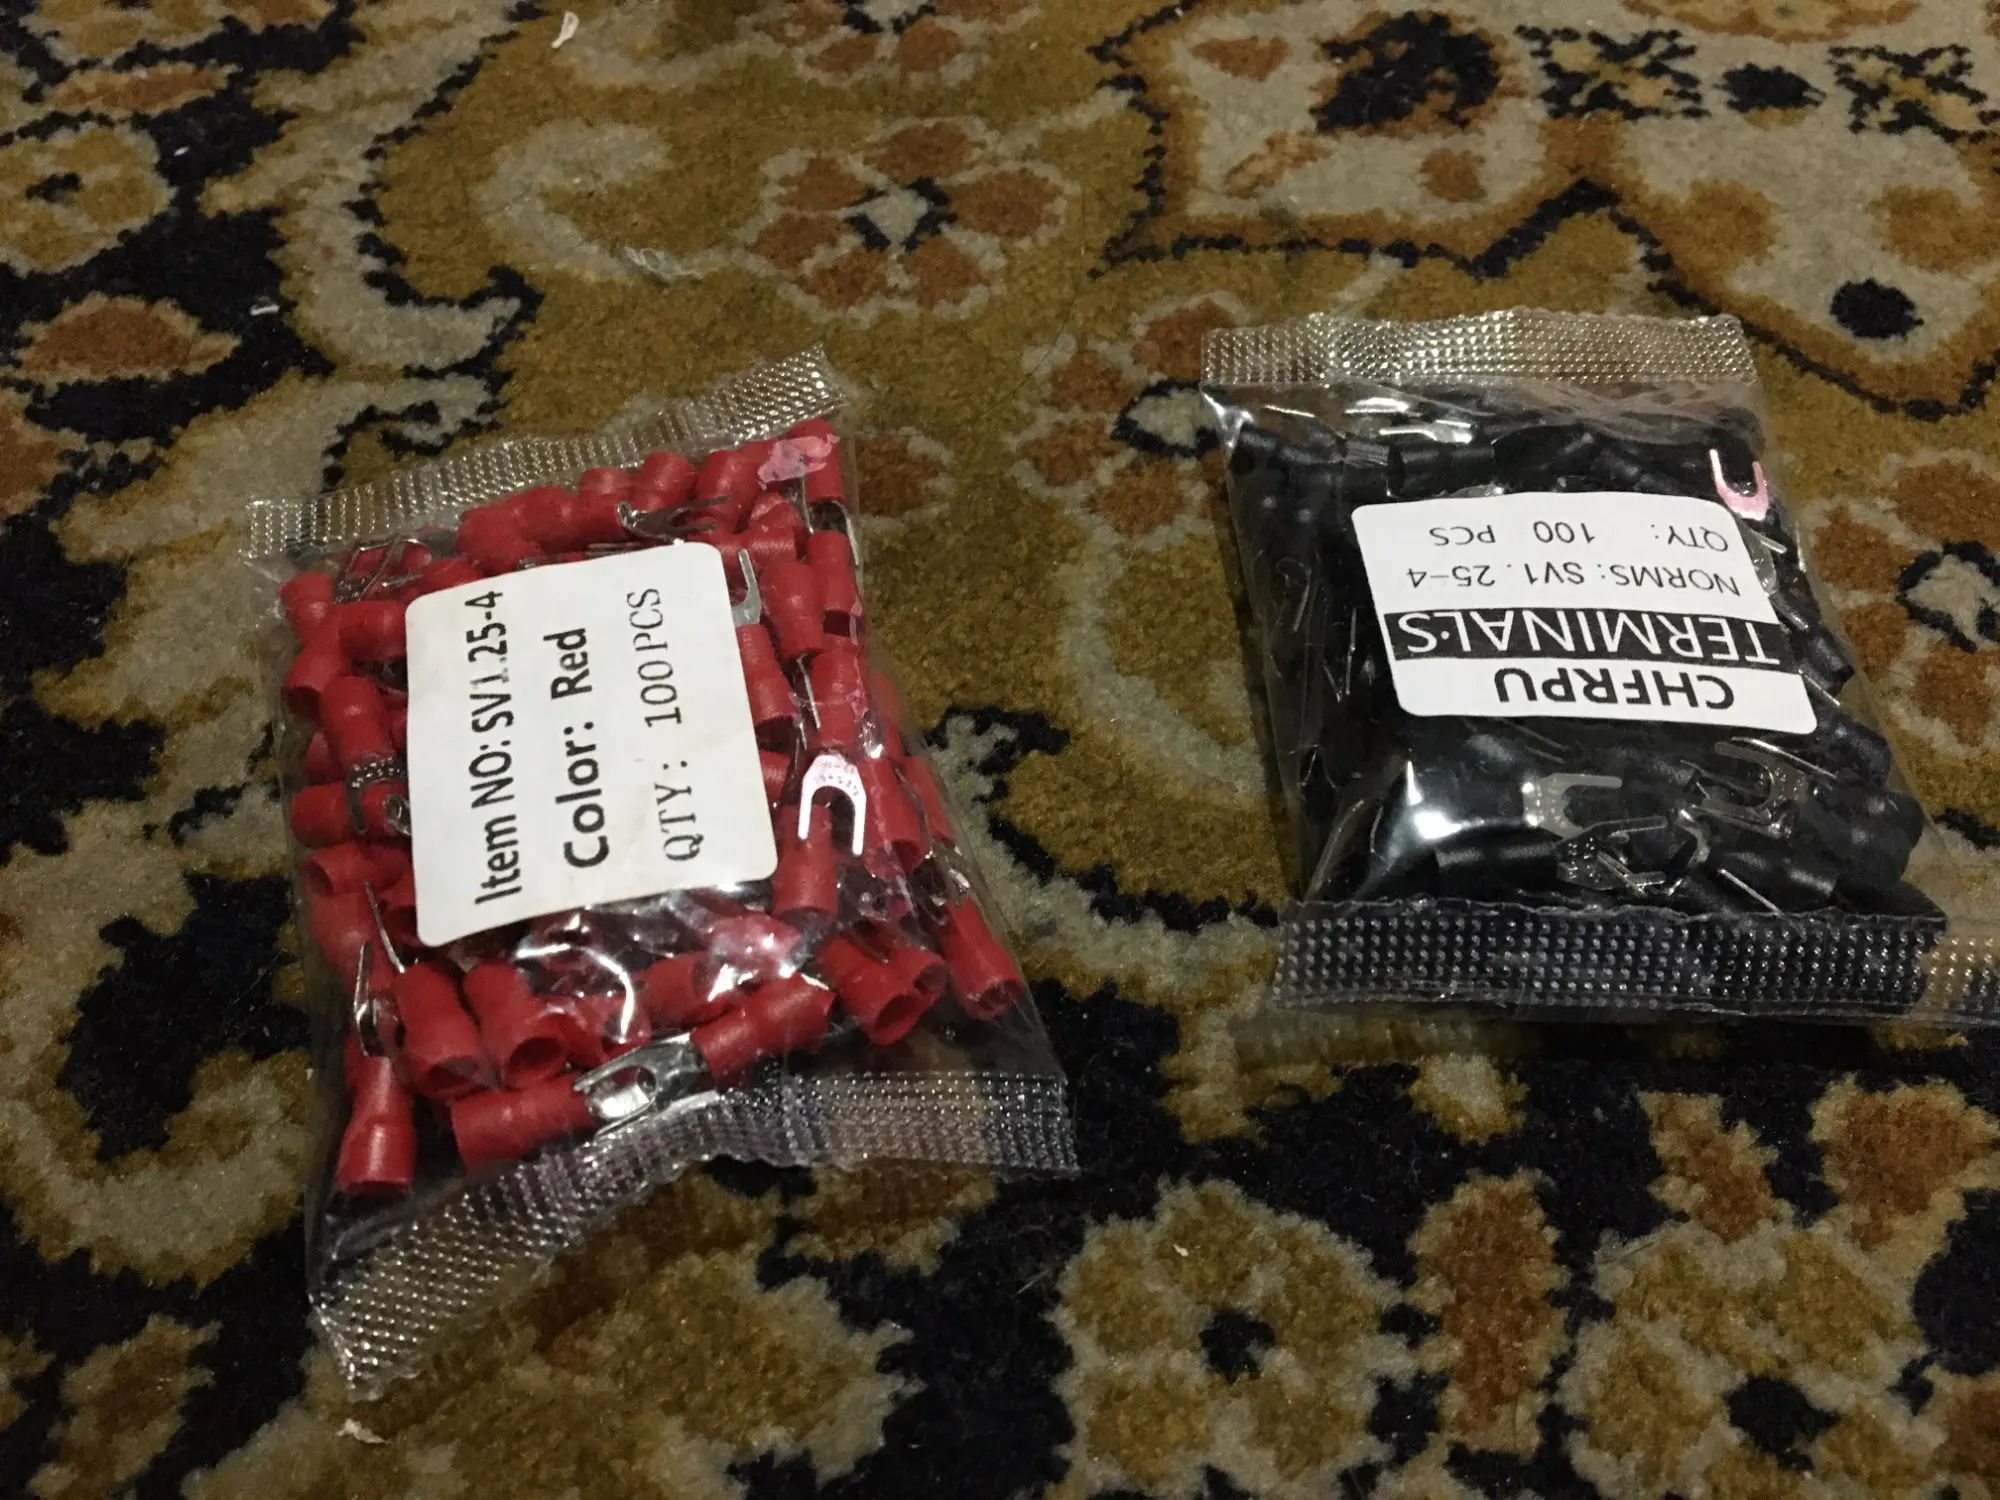 Item NO: SV1.25-4
Color: Red
QTY: 100PCS
CHFRPU
TERMINALS
NORMS: SV1.25-4
QTY: 100 PCS